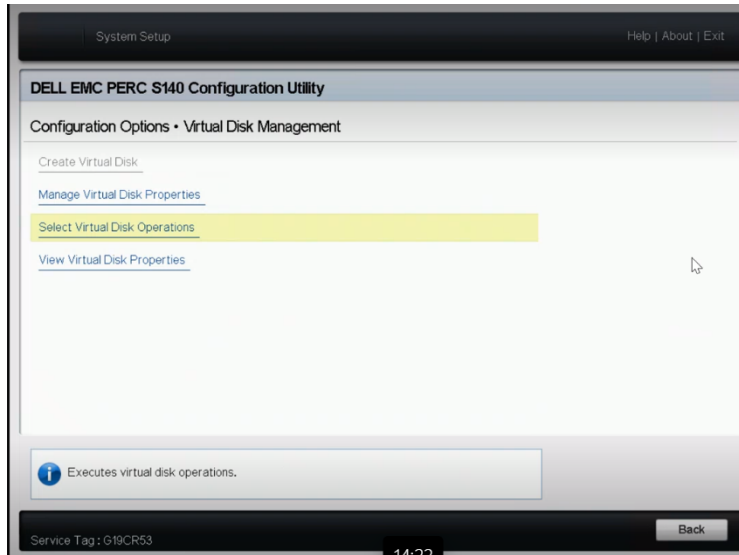 System Setup
Help | About | Exit
DELL EMC PERC S140 Configuration Utility
Configuration Options • Virtual Disk Management
Create Virtual Disk
Manage Virtual Disk Properties
Select Virtual Disk Operations
View Virtual Disk Properties
Executes virtual disk operations.
Back
Service Tag : G19CR53
14:22